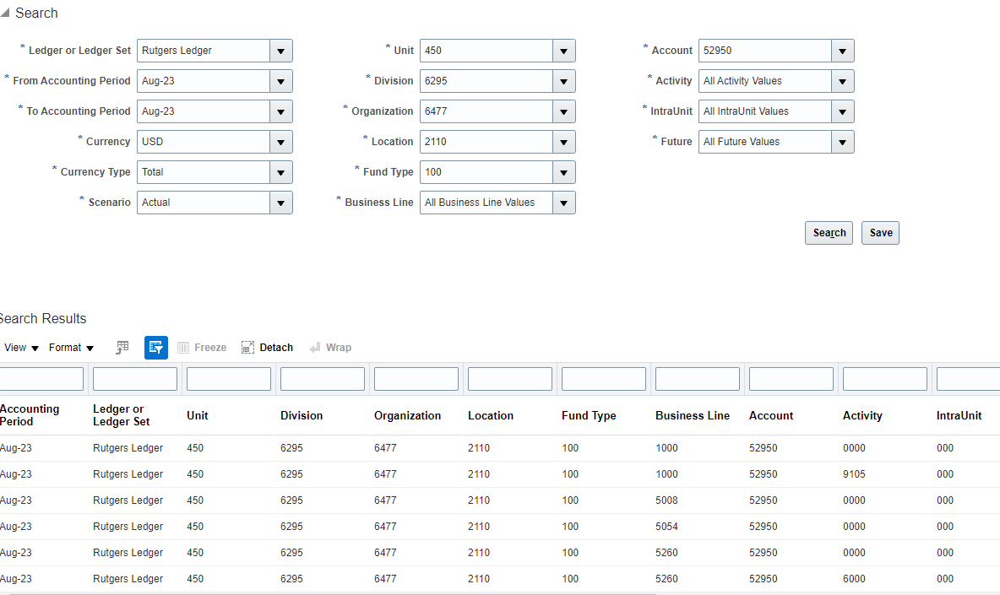 Search
* Ledger or Ledger Set Rutgers Ledger * Unit 450 * Account 52950
* From Accounting Period Aug-23 * Division 6295 * Activity All Activity Values
* To Accounting Period Aug-23 * Organization 6477 * IntraUnit All IntraUnit Values
* Currency USD * Location 2110 * Future All Future Values
* Currency Type Total * Fund Type 100
* Scenario Actual * Business Line All Business Line Values
Search Save
Search Results
View Format Freeze Detach Wrap
Accounting Period Ledger or Ledger Set Unit Division Organization Location Fund Type Business Line Account Activity IntraUnit
Aug-23 Rutgers Ledger 450 6295 6477 2110 100 1000 52950 0000 000
Aug-23 Rutgers Ledger 450 6295 6477 2110 100 1000 52950 9105 000
Aug-23 Rutgers Ledger 450 6295 6477 2110 100 5008 52950 0000 000
Aug-23 Rutgers Ledger 450 6295 6477 2110 100 5054 52950 0000 000
Aug-23 Rutgers Ledger 450 6295 6477 2110 100 5260 52950 0000 000
Aug-23 Rutgers Ledger 450 6295 6477 2110 100 5260 52950 6000 000